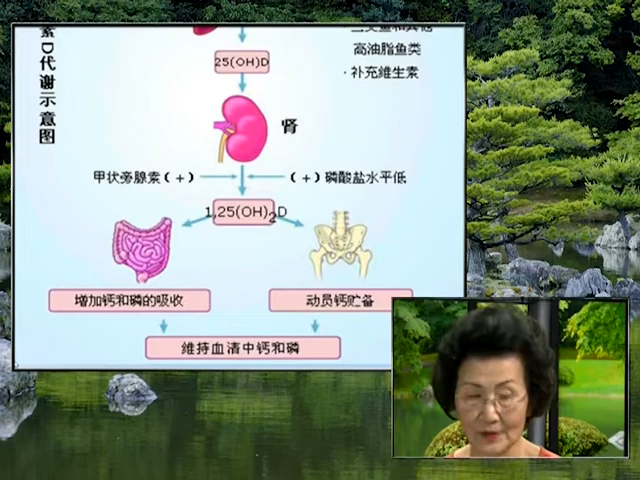 素D代谢示意图
高油脂鱼类
·补充维生素
25(OH)D
肾
甲状旁腺素(+)
(+)磷酸盐水平低
1,25(OH)2D
增加钙和磷的吸收
动员钙贮备
维持血清中钙和磷